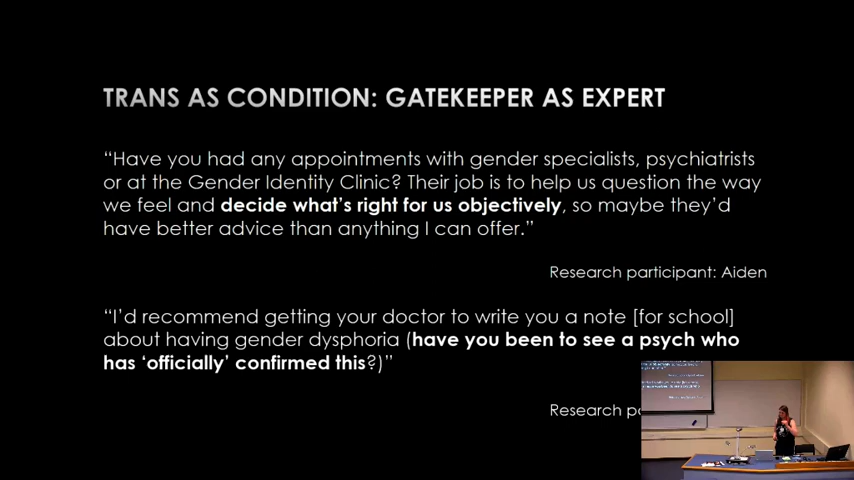 TRANS AS CONDITION: GATEKEEPER AS EXPERT
“Have you had any appointments with gender specialists, psychiatrists
or at the Gender Identity Clinic? Their job is to help us question the way
we feel and decide what’s right for us objectively, so maybe they’d
have better advice than anything I can offer.”
Research participant: Aiden
“I’d recommend getting your doctor to write you a note [for school]
about having gender dysphoria (have you been to see a psych who
has ‘officially’ confirmed this?)”
Research